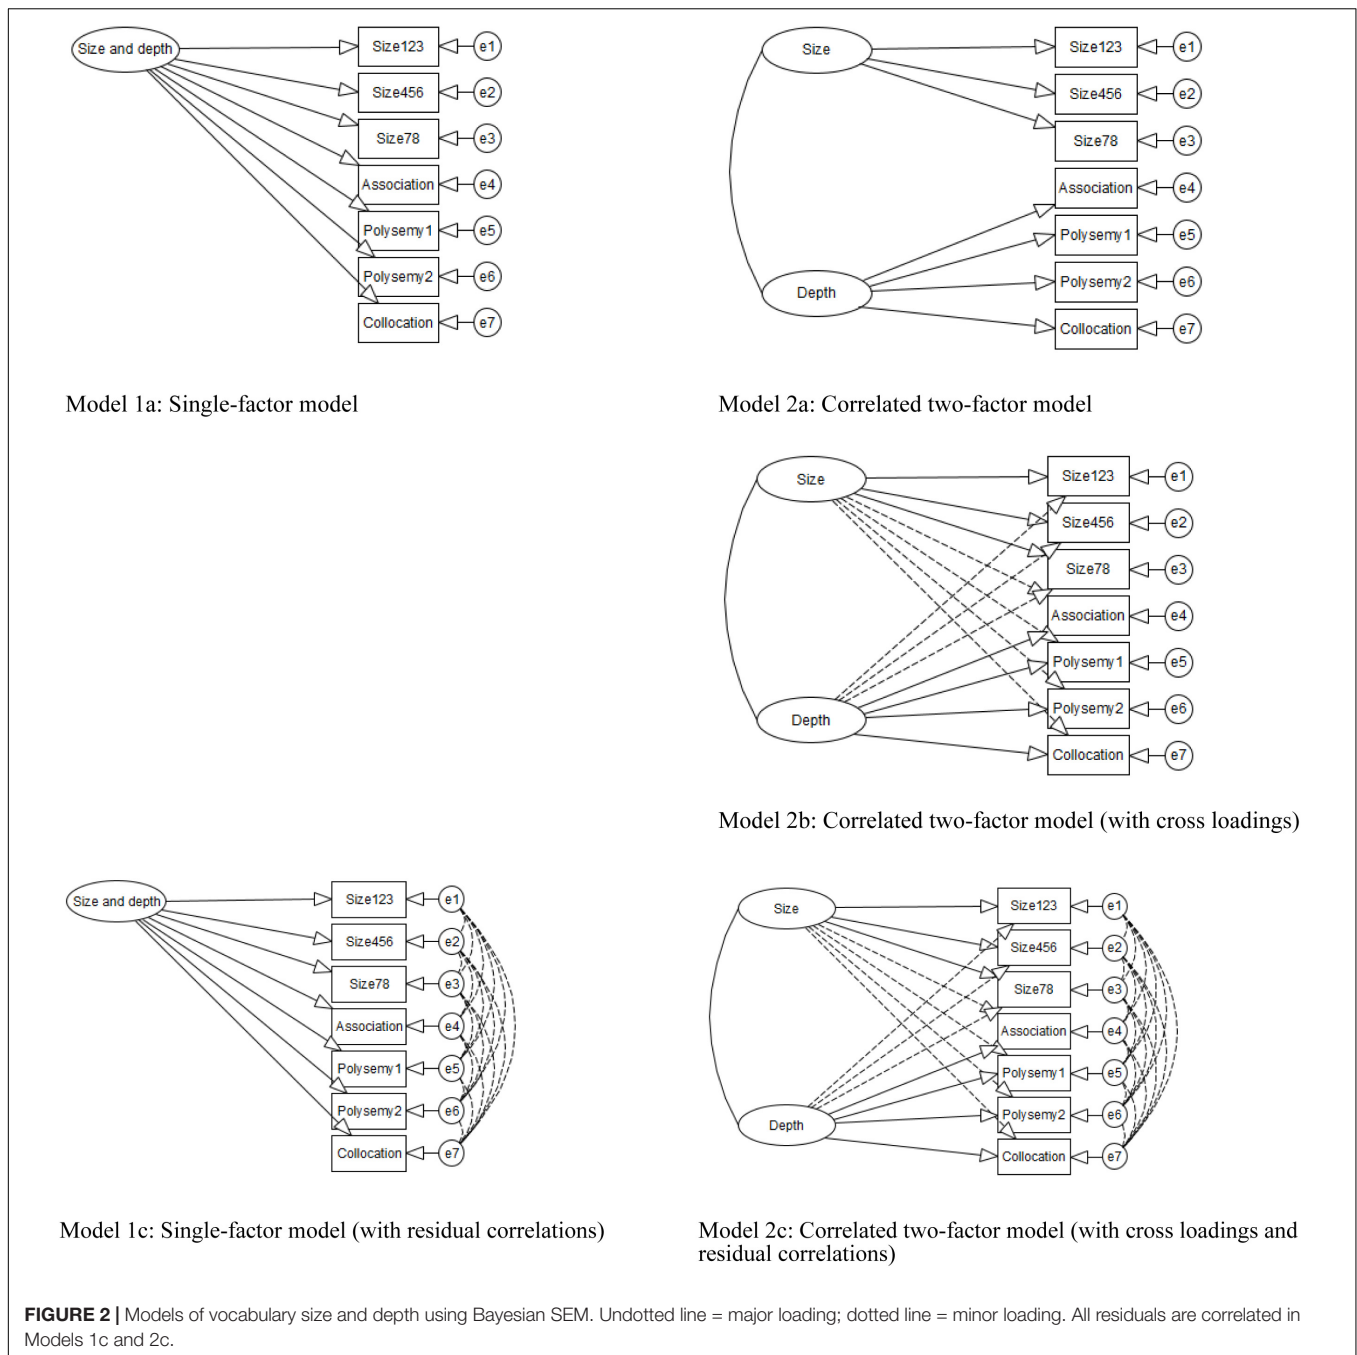 Size and depth
Size123
e1
Size456
e2
Size78
e3
Association
e4
Polysemy1
e5
Polysemy2
e6
Collocation
e7
Model 1a: Single-factor model
Size
Depth
Size123
e1
Size456
e2
Size78
e3
Association
e4
Polysemy1
e5
Polysemy2
e6
Collocation
e7
Model 2a: Correlated two-factor model
Size
Depth
Size123
e1
Size456
e2
Size78
e3
Association
e4
Polysemy1
e5
Polysemy2
e6
Collocation
e7
Model 2b: Correlated two-factor model (with cross loadings)
Size and depth
Size123
e1
Size456
e2
Size78
e3
Association
e4
Polysemy1
e5
Polysemy2
e6
Collocation
e7
Model 1c: Single-factor model (with residual correlations)
Size
Depth
Size123
e1
Size456
e2
Size78
e3
Association
e4
Polysemy1
e5
Polysemy2
e6
Collocation
e7
Model 2c: Correlated two-factor model (with cross loadings and
residual correlations)
FIGURE 2 | Models of vocabulary size and depth using Bayesian SEM. Undotted line = major loading; dotted line = minor loading. All residuals are correlated in
Models 1c and 2c.